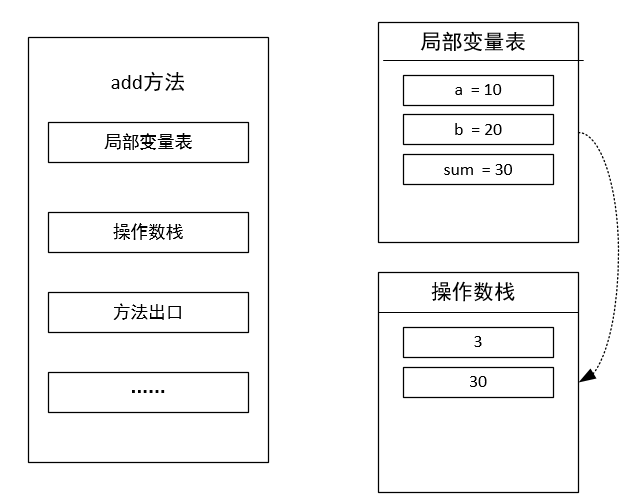 add方法
局部变量表
操作数栈
方法出口
······
局部变量表
a = 10
b = 20
sum = 30
操作数栈
3
30